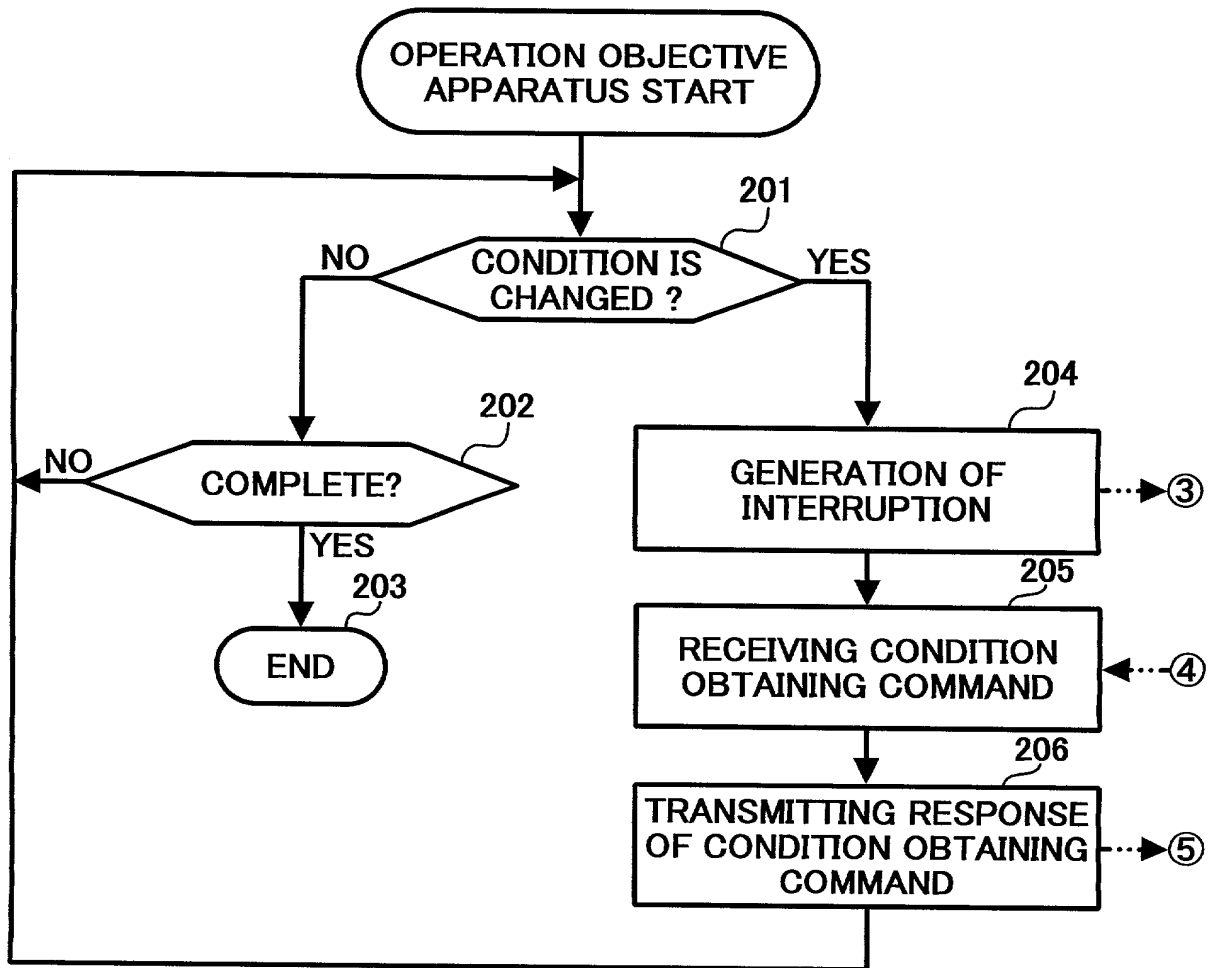 OPERATION OBJECTIVE
APPARATUS START
201
NO
CONDITION IS
CHANGED ?
YES
202
NO
COMPLETE?
YES
203
END
204
GENERATION OF
INTERRUPTION
③
205
RECEIVING CONDITION
OBTAINING COMMAND
④
206
TRANSMITTING RESPONSE
OF CONDITION OBTAINING
COMMAND
⑤